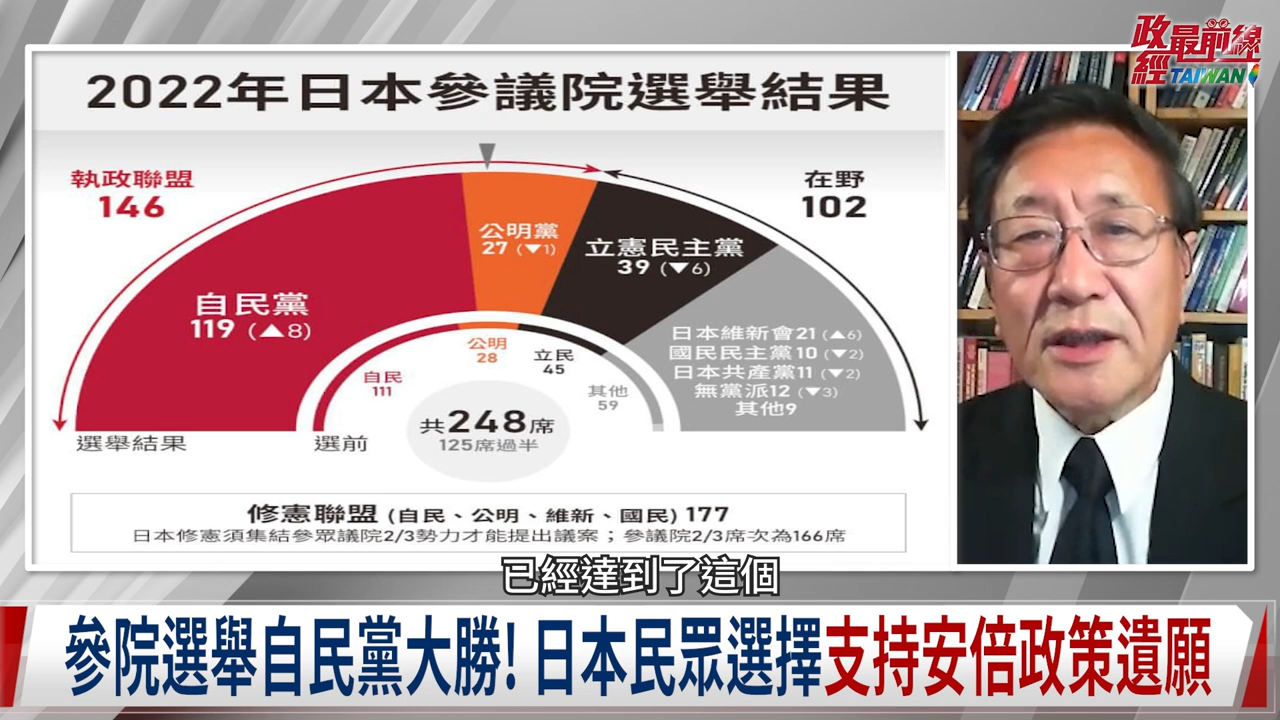 政經最前線
TAIWAN
2022年日本參議院選舉結果
執政聯盟
146
在野
102
公明黨
27 (▼1)
立憲民主黨
39 (▼6)
自民黨
119 (▲8)
日本維新會21 (▲6)
國民民主黨10 (▼2)
日本共產黨11 (▼2)
無黨派12 (▼3)
其他9
公明
28
立民
45
自民
111
其他
59
共248席
125席過半
選舉結果
選前
修憲聯盟 (自民、公明、維新、國民) 177
日本修憲須集結參眾議院2/3勢力才能提出議案；參議院2/3席次為166席
已經達到了這個
參院選舉自民黨大勝! 日本民眾選擇支持安倍政策遺願